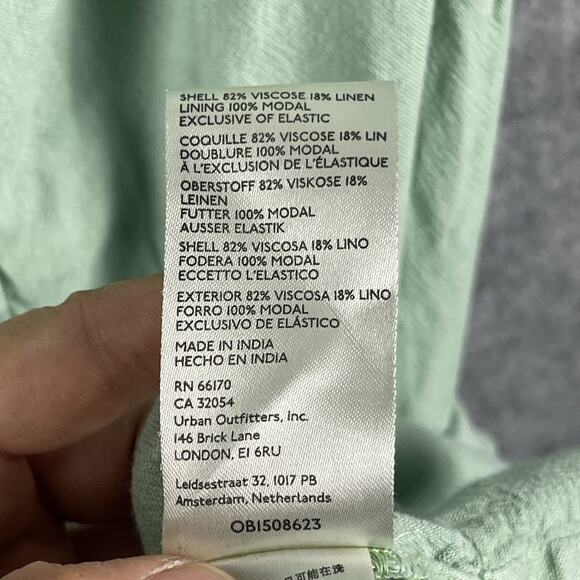 SHELL 82% VISCOSE 18% LINEN
LINING 100% MODAL
EXCLUSIVE OF ELASTIC
COQUILLE 82% VISCOSE 18% LIN
DOUBLURE 100% MODAL
À L'EXCLUSION DE L'ÉLASTIQUE
OBERSTOFF 82% VISKOSE 18%
LEINEN
FUTTER 100% MODAL
AUSSER ELASTIK
SHELL 82% VISCOSA 18% LINO
FODERA 100% MODAL
ECCETTO L'ELASTICO
EXTERIOR 82% VISCOSA 18% LINO
FORRO 100% MODAL
EXCLUSIVO DE ELÁSTICO
MADE IN INDIA
HECHO EN INDIA
RN 66170
CA 32054
Urban Outfitters, Inc.
146 Brick Lane
LONDON, E1 6RU
Leidsestraat 32, 1017 PB
Amsterdam, Netherlands
OB1508623
可能在洗